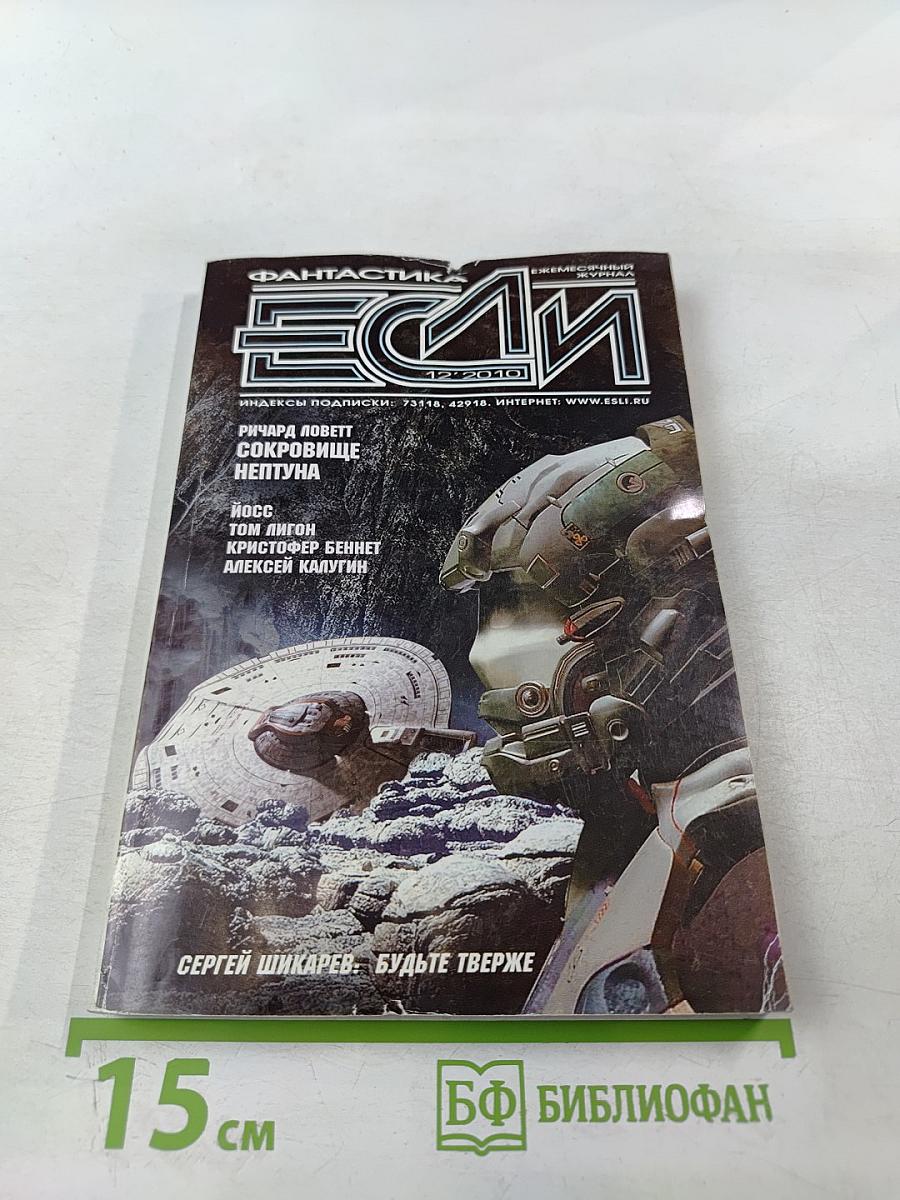 ФАНТАСТИКА
ЕЖЕМЕСЯЧНЫЙ
ЖУРНАЛ
ЕСЛИ
12'2010
ИНДЕКСЫ ПОДПИСКИ: 73118, 42918. ИНТЕРНЕТ: WWW.ESLI.RU
РИЧАРД ЛОВЕТТ
СОКРОВИЩЕ
НЕПТУНА
ЙОСС
ТОМ ЛИГОН
КРИСТОФЕР БЕННЕТ
АЛЕКСЕЙ КАЛУГИН
СЕРГЕЙ ШИКАРЕВ. БУДЬТЕ ТВЕРЖЕ
15 см
БФ БИБЛИОФАН